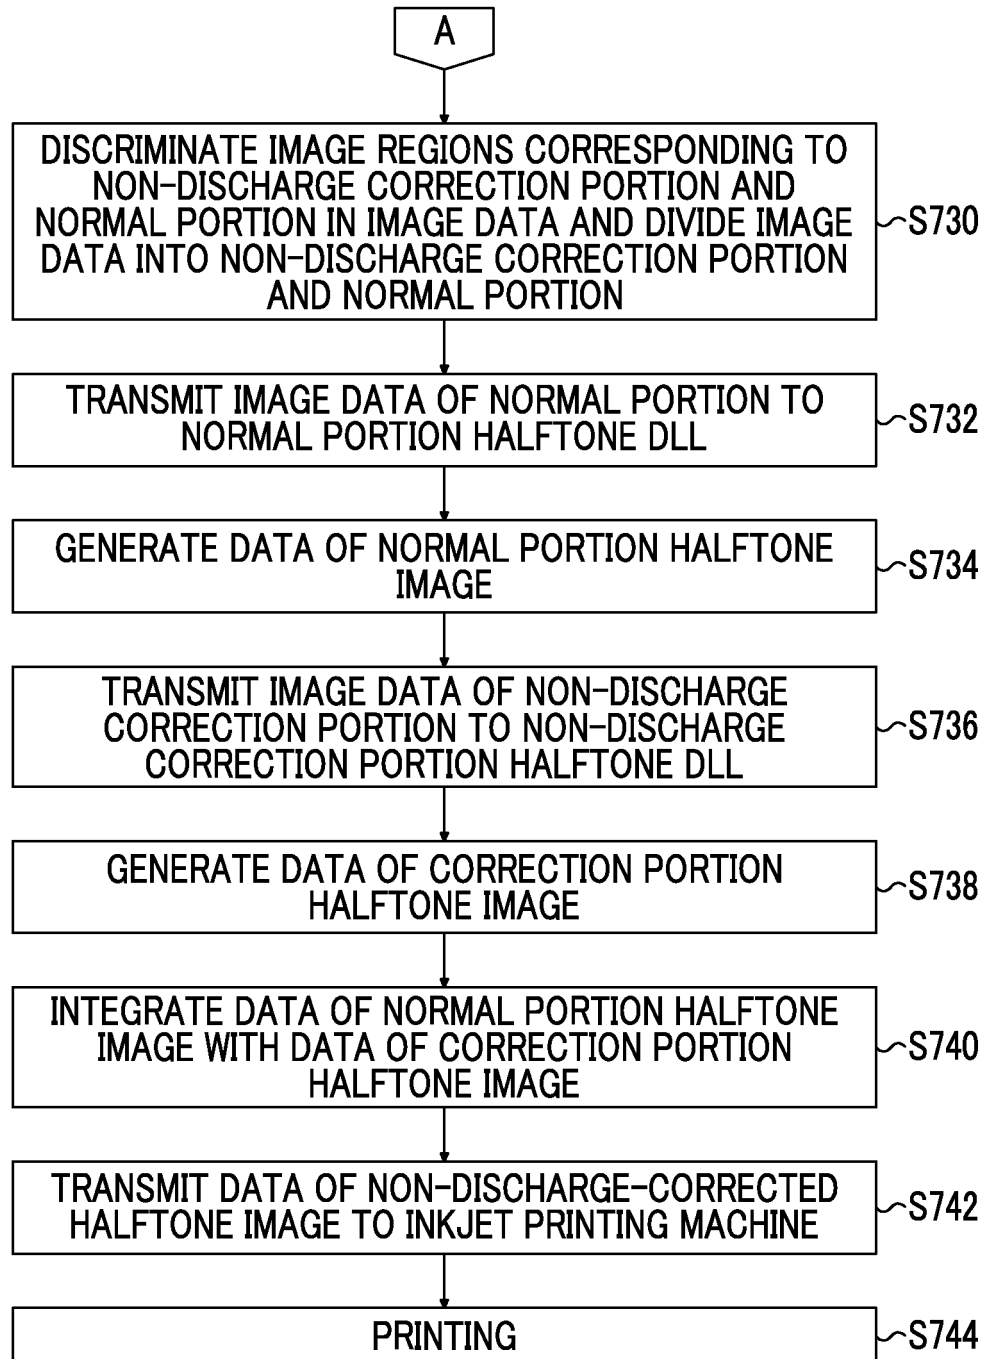 A
DISCRIMINATE IMAGE REGIONS CORRESPONDING TO
NON-DISCHARGE CORRECTION PORTION AND
NORMAL PORTION IN IMAGE DATA AND DIVIDE IMAGE
DATA INTO NON-DISCHARGE CORRECTION PORTION
AND NORMAL PORTION
S730
TRANSMIT IMAGE DATA OF NORMAL PORTION TO
NORMAL PORTION HALFTONE DLL
S732
GENERATE DATA OF NORMAL PORTION HALFTONE
IMAGE
S734
TRANSMIT IMAGE DATA OF NON-DISCHARGE
CORRECTION PORTION TO NON-DISCHARGE
CORRECTION PORTION HALFTONE DLL
S736
GENERATE DATA OF CORRECTION PORTION
HALFTONE IMAGE
S738
INTEGRATE DATA OF NORMAL PORTION HALFTONE
IMAGE WITH DATA OF CORRECTION PORTION
HALFTONE IMAGE
S740
TRANSMIT DATA OF NON-DISCHARGE-CORRECTED
HALFTONE IMAGE TO INKJET PRINTING MACHINE
S742
PRINTING
S744